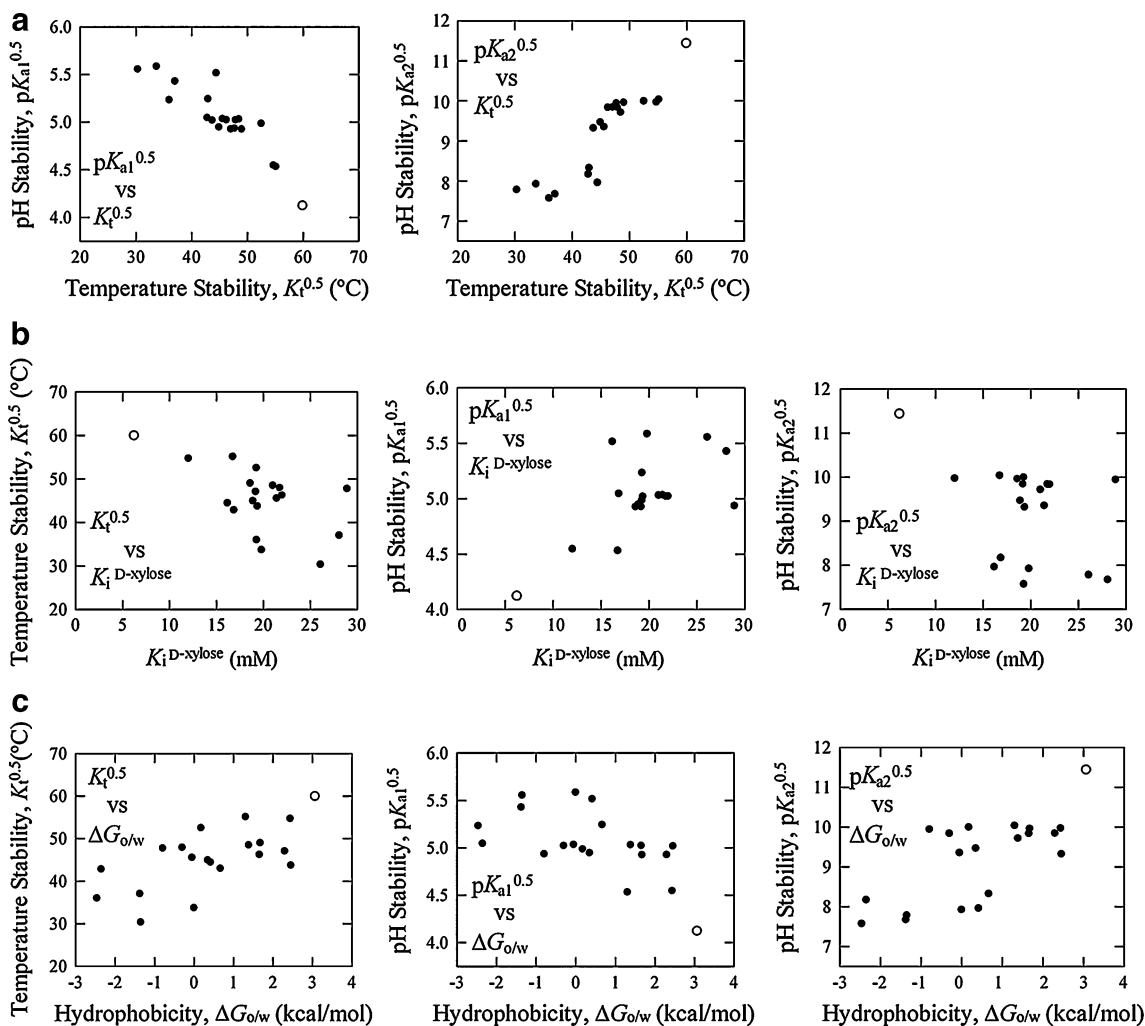 a
6.0
5.5
5.0
4.5
4.0
pH Stability, pKa1^0.5
pKa1^0.5
vs
Kt^0.5
20 30 40 50 60 70
Temperature Stability, Kt^0.5 (ºC)
12
11
10
9
8
7
pH Stability, pKa2^0.5
pKa2^0.5
vs
Kt^0.5
20 30 40 50 60 70
Temperature Stability, Kt^0.5 (ºC)
b
70
60
50
40
30
20
Temperature Stability, Kt^0.5 (ºC)
Kt^0.5
vs
Ki D-xylose
0 5 10 15 20 25 30
Ki D-xylose (mM)
6.0
5.5
5.0
4.5
4.0
pH Stability, pKa1^0.5
pKa1^0.5
vs
Ki D-xylose
0 5 10 15 20 25 30
Ki D-xylose (mM)
12
11
10
9
8
7
pH Stability, pKa2^0.5
pKa2^0.5
vs
Ki D-xylose
0 5 10 15 20 25 30
Ki D-xylose (mM)
c
70
60
50
40
30
20
Temperature Stability, Kt^0.5(ºC)
Kt^0.5
vs
ΔGo/w
-3 -2 -1 0 1 2 3 4
Hydrophobicity, ΔGo/w (kcal/mol)
6.0
5.5
5.0
4.5
4.0
pH Stability, pKa1^0.5
pKa1^0.5
vs
ΔGo/w
-3 -2 -1 0 1 2 3 4
Hydrophobicity, ΔGo/w (kcal/mol)
12
11
10
9
8
7
pH Stability, pKa2^0.5
pKa2^0.5
vs
ΔGo/w
-3 -2 -1 0 1 2 3 4
Hydrophobicity, ΔGo/w (kcal/mol)